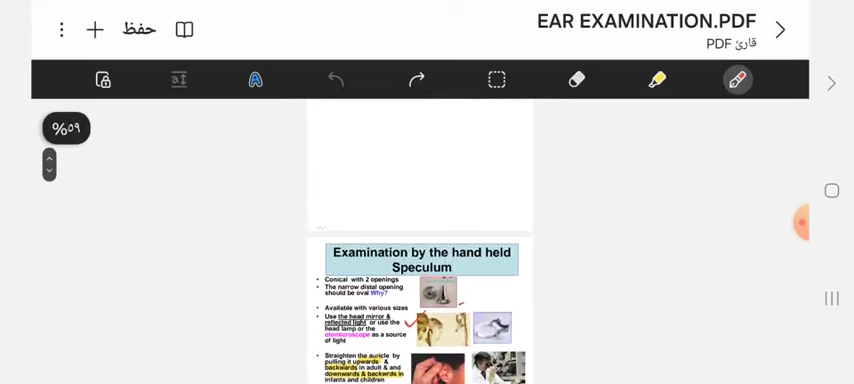 حفظ
EAR EXAMINATION.PDF
قارئ PDF
%٥٩
Examination by the hand held
Speculum
• Conical with 2 openings
• The narrow distal opening
should be oval Why?
• Available with various sizes
• Use the head mirror &
reflected light or use the
head lamp or the
otomicroscope as a source
of light
• Straighten the auricle by
pulling it upwards &
backwards in adult & and
downwards & backwrds in
infants and children